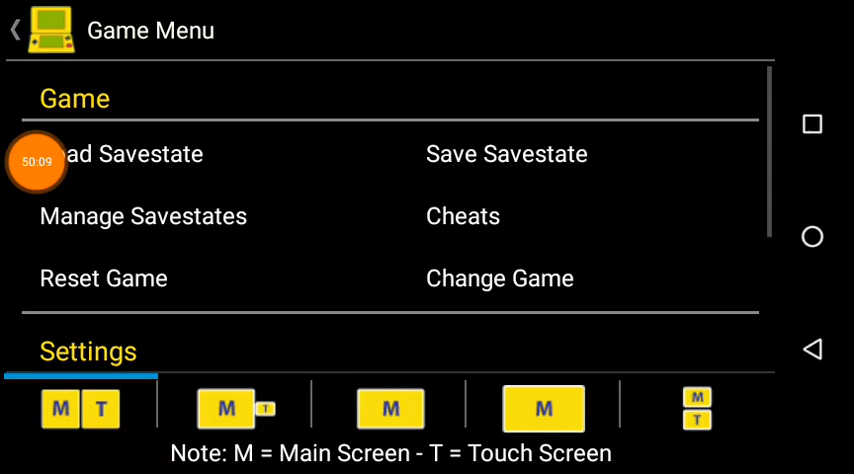 Game Menu
Game
50:09
ad Savestate
Save Savestate
Manage Savestates
Cheats
Reset Game
Change Game
Settings
M T
M T
M
M
M
T
Note: M = Main Screen - T = Touch Screen